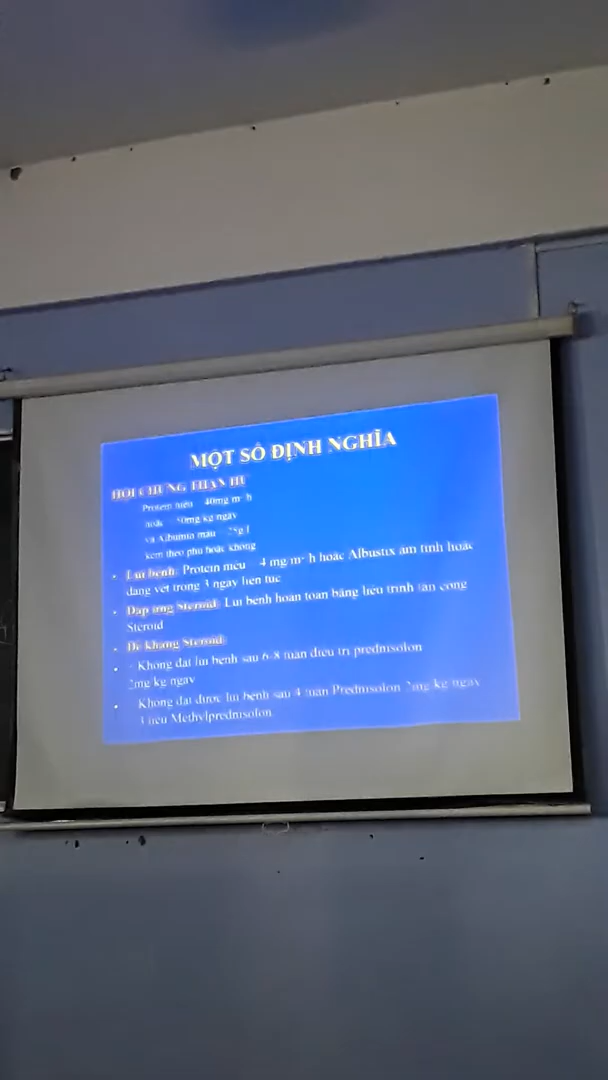 MỘT SỐ ĐỊNH NGHĨA
HỘI CHỨNG THẬN HƯ
Protein niệu 40mg m² h
hoặc 50mg kg ngày
và Albumin máu 25g l
kèm theo phù hoặc không
• Lui bệnh: Protein niệu 4 mg m² h hoặc Albustix âm tính hoặc
dạng vết trong 3 ngày liên tục
• Đáp ứng Steroid: Lui bệnh hoàn toàn bằng liệu trình tấn công
Steroid
• Đề kháng Steroid:
• - Không đạt lui bệnh sau 6-8 tuần điều trị prednisolon
2mg kg ngày
• Không đạt được lui bệnh sau 4 tuần Prednisolon 2mg kg ngày
3 liều Methylprednisolon